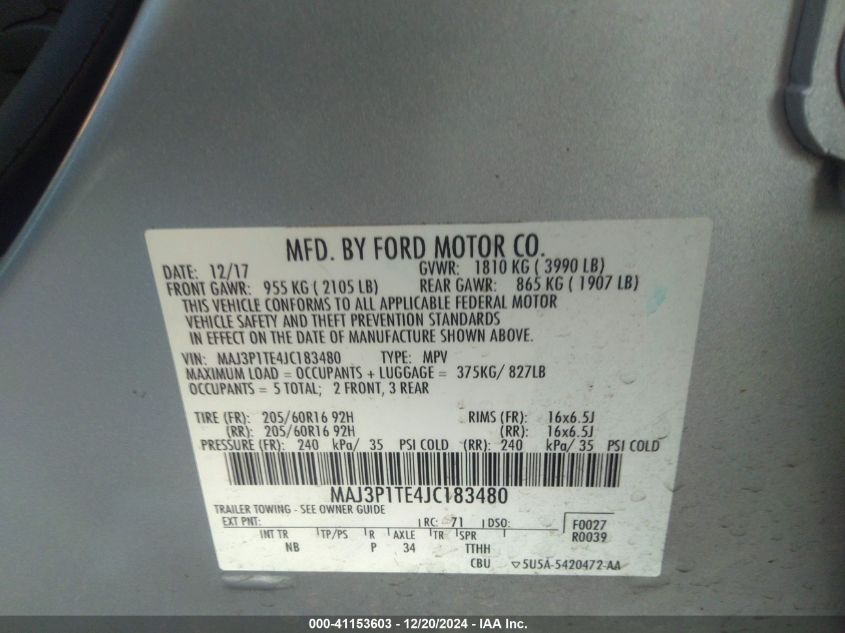 MFD. BY FORD MOTOR CO.
DATE: 12/17 GVWR: 1810 KG ( 3990 LB)
FRONT GAWR: 955 KG ( 2105 LB) REAR GAWR: 865 KG ( 1907 LB)
THIS VEHICLE CONFORMS TO ALL APPLICABLE FEDERAL MOTOR
VEHICLE SAFETY AND THEFT PREVENTION STANDARDS
IN EFFECT ON THE DATE OF MANUFACTURE SHOWN ABOVE.
VIN: MAJ3P1TE4JC183480 TYPE: MPV
MAXIMUM LOAD = OCCUPANTS + LUGGAGE = 375KG/ 827LB
OCCUPANTS = 5 TOTAL; 2 FRONT, 3 REAR
TIRE (FR): 205/60R16 92H RIMS (FR): 16x6.5J
(RR): 205/60R16 92H (RR): 16x6.5J
PRESSURE (FR): 240 kPa/ 35 PSI COLD (RR): 240 kPa/ 35 PSI COLD
MAJ3P1TE4JC183480
TRAILER TOWING - SEE OWNER GUIDE
EXT PNT: RC: 71 DSO: F0027
R0039
INT TR TP/PS R AXLE TR SPR
NB P 34 TTHH
CBU ▽5U5A-5420472-AA
000-41153603 - 12/20/2024 - IAA Inc.